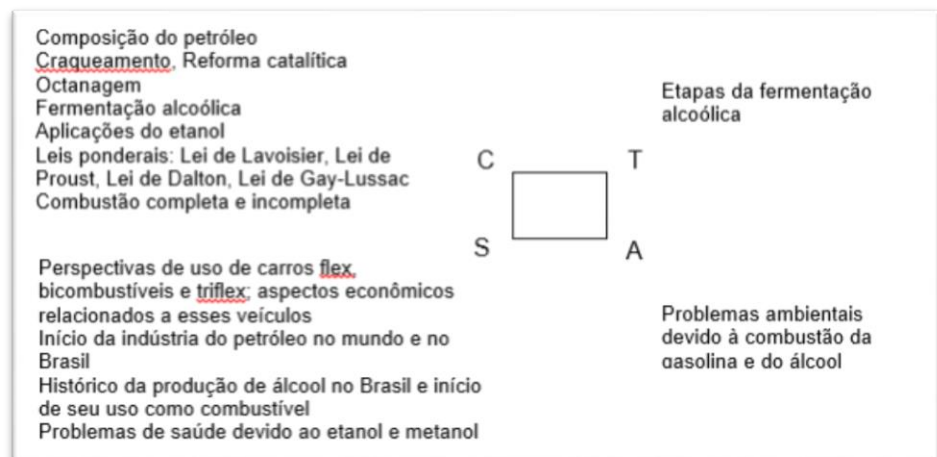 Composição do petróleo
Craqueamento, Reforma catalítica
Octanagem
Fermentação alcoólica
Aplicações do etanol
Leis ponderais: Lei de Lavoisier, Lei de
Proust, Lei de Dalton, Lei de Gay-Lussac
Combustão completa e incompleta
Etapas da fermentação
alcoólica
C
T
S
A
Perspectivas de uso de carros flex,
bicombustíveis e triflex; aspectos econômicos
relacionados a esses veículos
Início da indústria do petróleo no mundo e no
Brasil
Histórico da produção de álcool no Brasil e início
de seu uso como combustível
Problemas de saúde devido ao etanol e metanol
Problemas ambientais
devido à combustão da
gasolina e do álcool